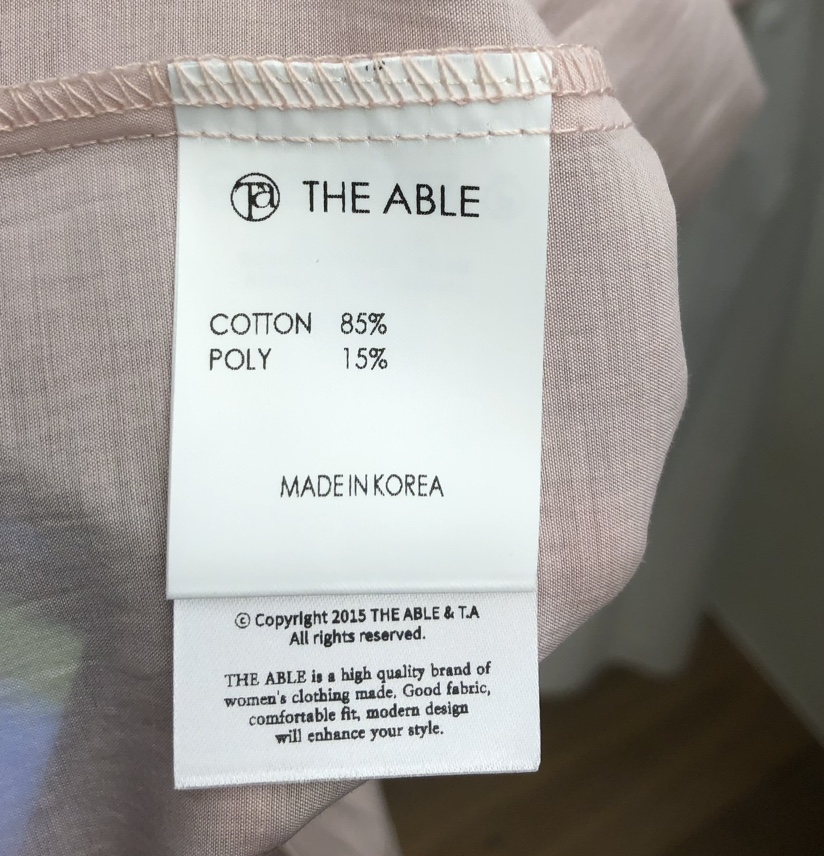 Ta THE ABLE
COTTON 85%
POLY 15%
MADE IN KOREA
© Copyright 2015 THE ABLE & T.A
All rights reserved.
THE ABLE is a high quality brand of
women's clothing made, Good fabric,
comfortable fit, modern design
will enhance your style.